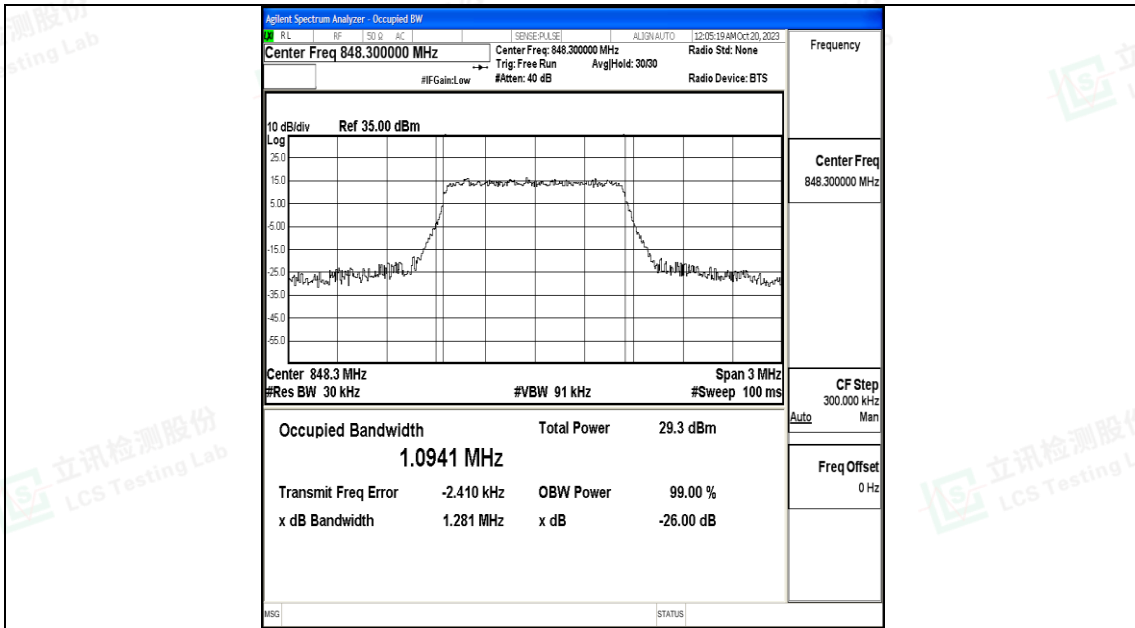 Agilent Spectrum Analyzer - Occupied BW
RL RF 50 Ω AC SENSE:PULSE ALIGN AUTO 12:05:19 AM Oct 20, 2023
Center Freq 848.300000 MHz
Center Freq: 848.300000 MHz
Radio Std: None
Trig: Free Run Avg|Hold: 30/30
#IFGain:Low #Atten: 40 dB Radio Device: BTS
10 dB/div Ref 35.00 dBm
Log
25.0
15.0
5.00
-5.00
-15.0
-25.0
-35.0
-45.0
-55.0
Center 848.3 MHz Span 3 MHz
#Res BW 30 kHz #VBW 91 kHz #Sweep 100 ms
Occupied Bandwidth Total Power 29.3 dBm
1.0941 MHz
Transmit Freq Error -2.410 kHz OBW Power 99.00 %
x dB Bandwidth 1.281 MHz x dB -26.00 dB
MSG STATUS
Frequency
Center Freq
848.300000 MHz
CF Step
300.000 kHz
Auto Man
Freq Offset
0 Hz
立讯检测股份
LCS Testing Lab
立讯检测股份
LCS Testing L
测股份
esting Lab
立